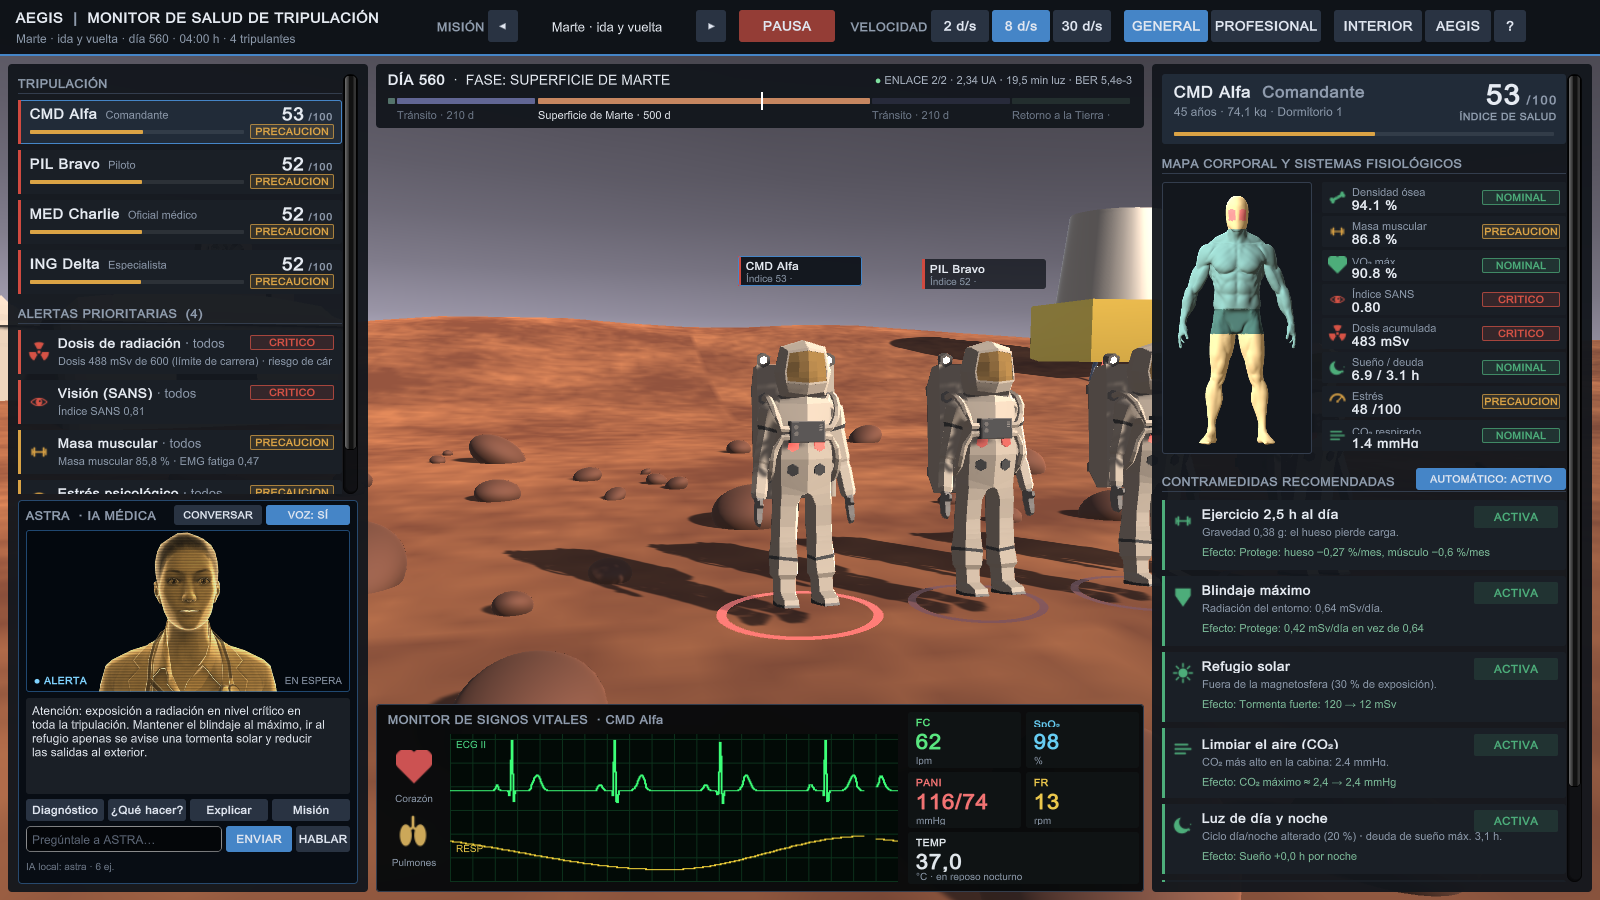 AEGIS | MONITOR DE SALUD DE TRIPULACIÓN
Marte · ida y vuelta · día 560 · 04:00 h · 4 tripulantes
MISIÓN ◄ Marte · ida y vuelta ► PAUSA VELOCIDAD 2 d/s 8 d/s 30 d/s GENERAL PROFESIONAL INTERIOR AEGIS ?
TRIPULACIÓN
CMD Alfa Comandante 53 /100
PRECAUCION
PIL Bravo Piloto 52 /100
PRECAUCION
MED Charlie Oficial médico 52 /100
PRECAUCION
ING Delta Especialista 52 /100
PRECAUCION
ALERTAS PRIORITARIAS (4)
Dosis de radiación · todos CRITICO
Dosis 488 mSv de 600 (límite de carrera) · riesgo de cár
Visión (SANS) · todos CRITICO
Índice SANS 0,81
Masa muscular · todos PRECAUCION
Masa muscular 85,8 % · EMG fatiga 0,47
Estrés psicológico · todos PRECAUCION
ASTRA · IA MÉDICA CONVERSAR VOZ: SÍ
● ALERTA EN ESPERA
Atención: exposición a radiación en nivel crítico en
toda la tripulación. Mantener el blindaje al máximo, ir al
refugio apenas se avise una tormenta solar y reducir
las salidas al exterior.
Diagnóstico ¿Qué hacer? Explicar Misión
Pregúntale a ASTRA… ENVIAR HABLAR
IA local: astra · 6 ej.
DÍA 560 · FASE: SUPERFICIE DE MARTE ● ENLACE 2/2 · 2,34 UA · 19,5 min luz · BER 5,4e-3
Tránsito · 210 d Superficie de Marte · 500 d Tránsito · 210 d Retorno a la Tierra ·
CMD Alfa
Índice 53 ·
PIL Bravo
Índice 52 ·
MONITOR DE SIGNOS VITALES · CMD Alfa
ECG II
Corazón
RESP
Pulmones
FC
62
lpm
SpO₂
98
%
PANI
116/74
mmHg
FR
13
rpm
TEMP
37,0
°C · en reposo nocturno
CMD Alfa Comandante 53 /100
45 años · 74,1 kg · Dormitorio 1 ÍNDICE DE SALUD
MAPA CORPORAL Y SISTEMAS FISIOLÓGICOS
Densidad ósea
94.1 % NOMINAL
Masa muscular
86.8 % PRECAUCION
VO₂ máx
90.8 % NOMINAL
Índice SANS
0.80 CRITICO
Dosis acumulada
483 mSv CRITICO
Sueño / deuda
6.9 / 3.1 h NOMINAL
Estrés
48 /100 PRECAUCION
CO₂ respirado
1.4 mmHg NOMINAL
CONTRAMEDIDAS RECOMENDADAS AUTOMÁTICO: ACTIVO
Ejercicio 2,5 h al día ACTIVA
Gravedad 0,38 g: el hueso pierde carga.
Efecto: Protege: hueso −0,27 %/mes, músculo −0,6 %/mes
Blindaje máximo ACTIVA
Radiación del entorno: 0,64 mSv/día.
Efecto: Protege: 0,42 mSv/día en vez de 0,64
Refugio solar ACTIVA
Fuera de la magnetosfera (30 % de exposición).
Efecto: Tormenta fuerte: 120 → 12 mSv
Limpiar el aire (CO₂) ACTIVA
CO₂ más alto en la cabina: 2.4 mmHg.
Efecto: CO₂ máximo ≈ 2,4 → 2,4 mmHg
Luz de día y noche ACTIVA
Ciclo día/noche alterado (20 %) · deuda de sueño máx. 3,1 h.
Efecto: Sueño +0,0 h por noche